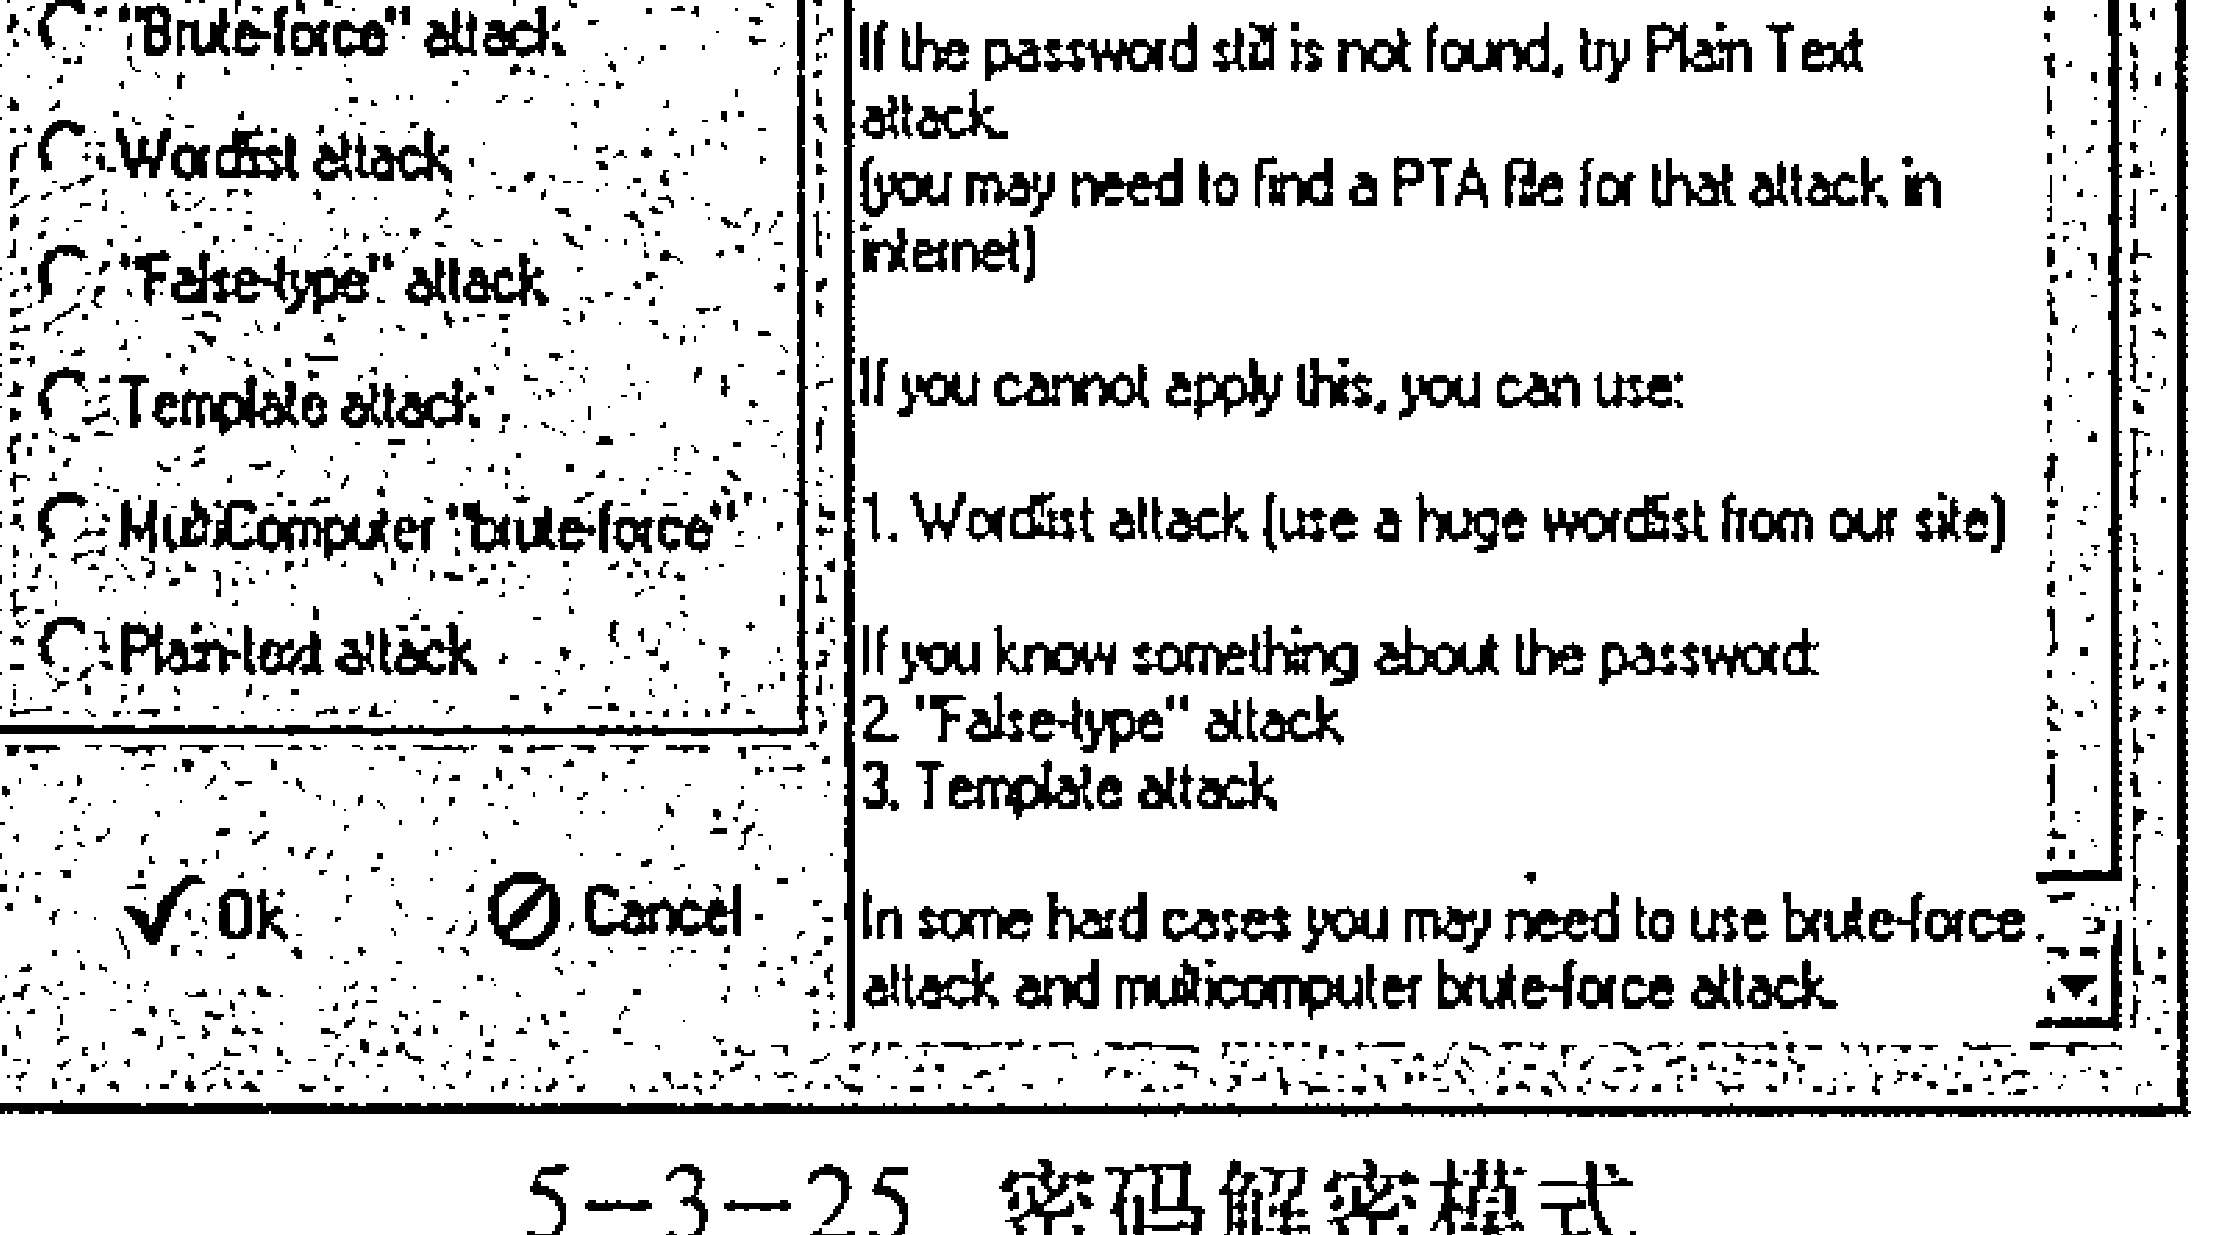 "Brute-force" attack
Wordlist attack
"False-type" attack
Template attack
MultiComputer "brute-force"
Plain-text attack
Ok
Cancel
If the password still is not found, try Plain Text
attack.
(you may need to find a PTA file for that attack in
internet)
If you cannot apply this, you can use:
1. Wordlist attack (use a huge wordlist from our site)
If you know something about the password:
2. "False-type" attack
3. Template attack
In some hard cases you may need to use brute-force
attack and multicomputer brute-force attack.
5-3-25 密码解密模式